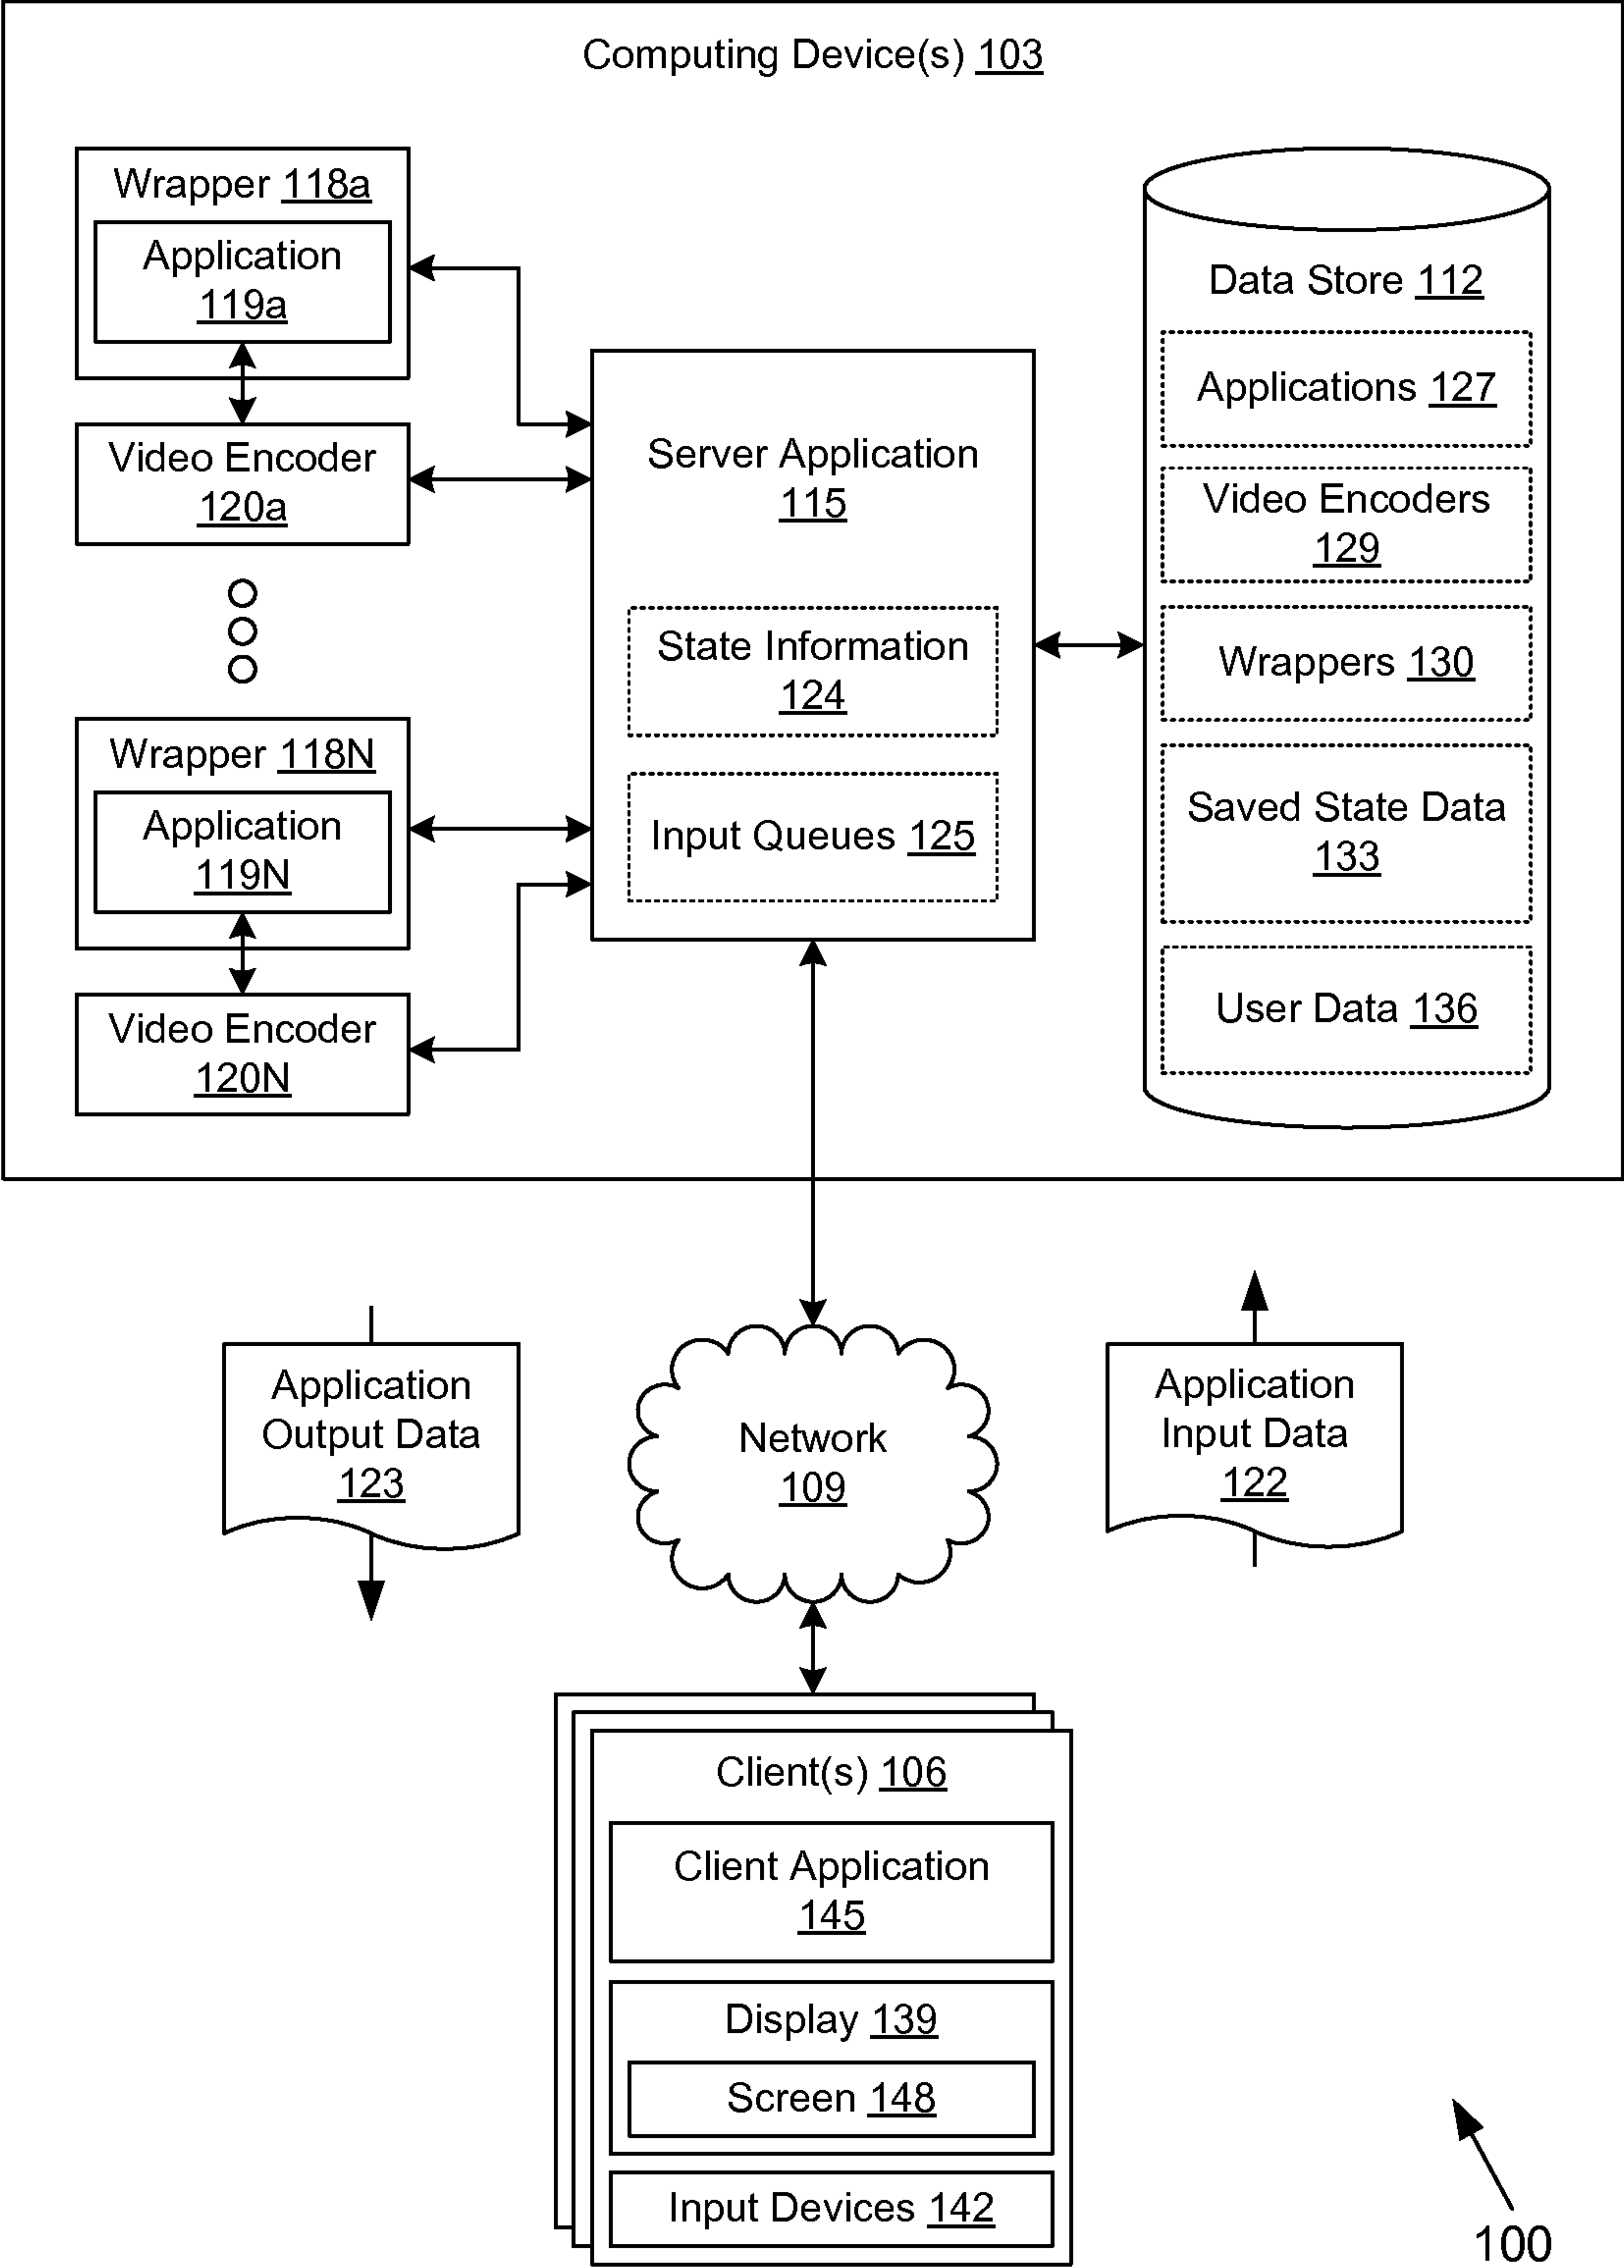 Computing Device(s) 103
Wrapper 118a
Application
119a
Video Encoder
120a
Wrapper 118N
Application
119N
Video Encoder
120N
Server Application
115
State Information
124
Input Queues 125
Data Store 112
Applications 127
Video Encoders
129
Wrappers 130
Saved State Data
133
User Data 136
Application
Output Data
123
Network
109
Application
Input Data
122
Client(s) 106
Client Application
145
Display 139
Screen 148
Input Devices 142
100